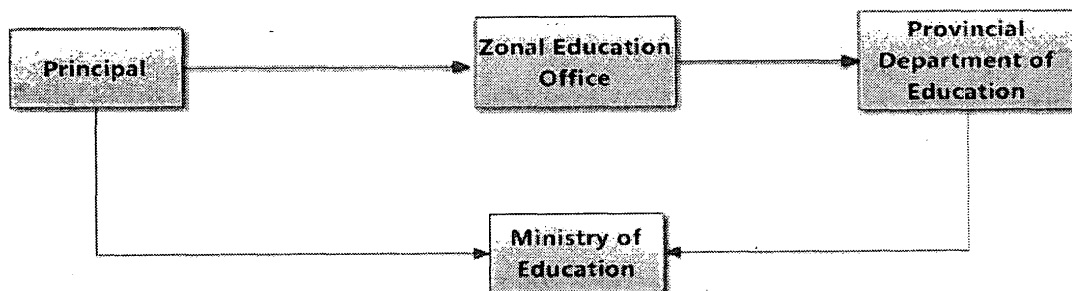 Principal
Zonal Education
Office
Provincial
Department of
Education
Ministry of
Education